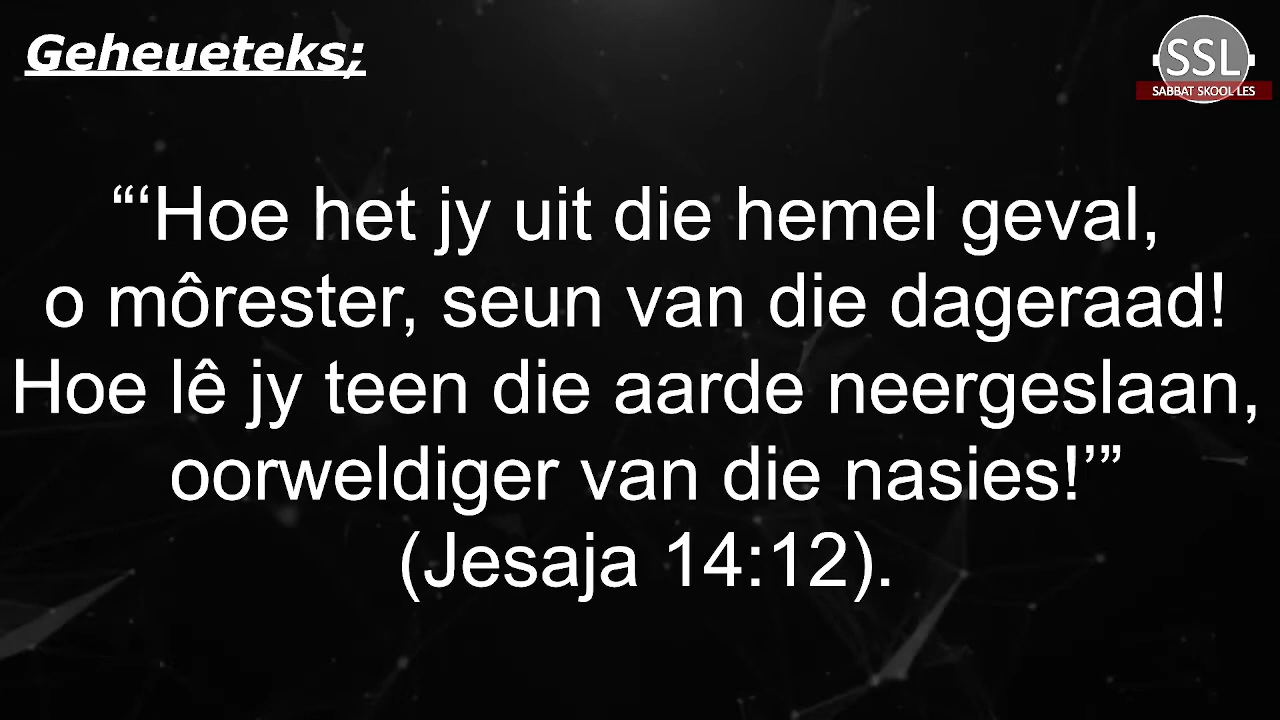 Geheueteks;
SSL
SABBAT SKOOL LES
“‘Hoe het jy uit die hemel geval,
o môrester, seun van die dageraad!
Hoe lê jy teen die aarde neergeslaan,
oorweldiger van die nasies!’”
(Jesaja 14:12).